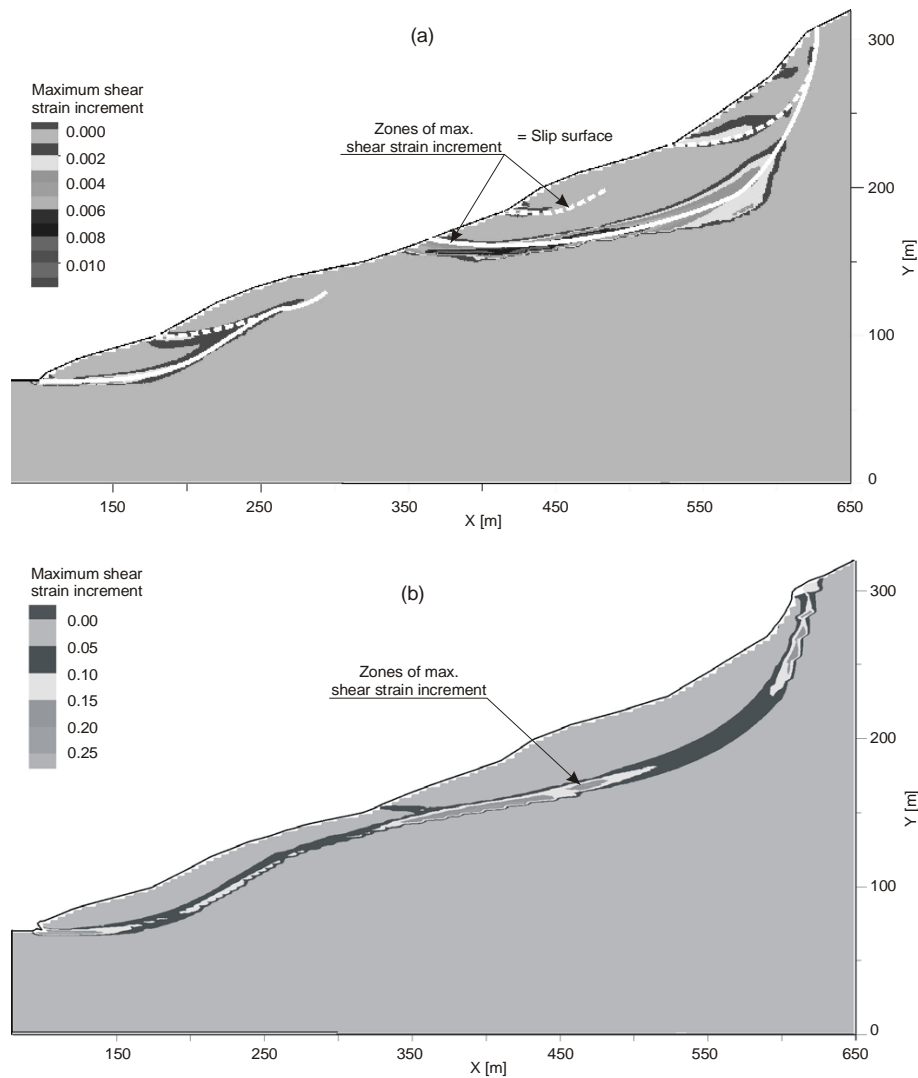 (a)
Maximum shear
strain increment
0.000
0.002
0.004
0.006
0.008
0.010
Zones of max.
shear strain increment
= Slip surface
300
200
100
0
Y [m]
150
250
350
450
550
650
X [m]
(b)
Maximum shear
strain increment
0.00
0.05
0.10
0.15
0.20
0.25
Zones of max.
shear strain increment
300
200
100
0
Y [m]
150
250
350
450
550
650
X [m]